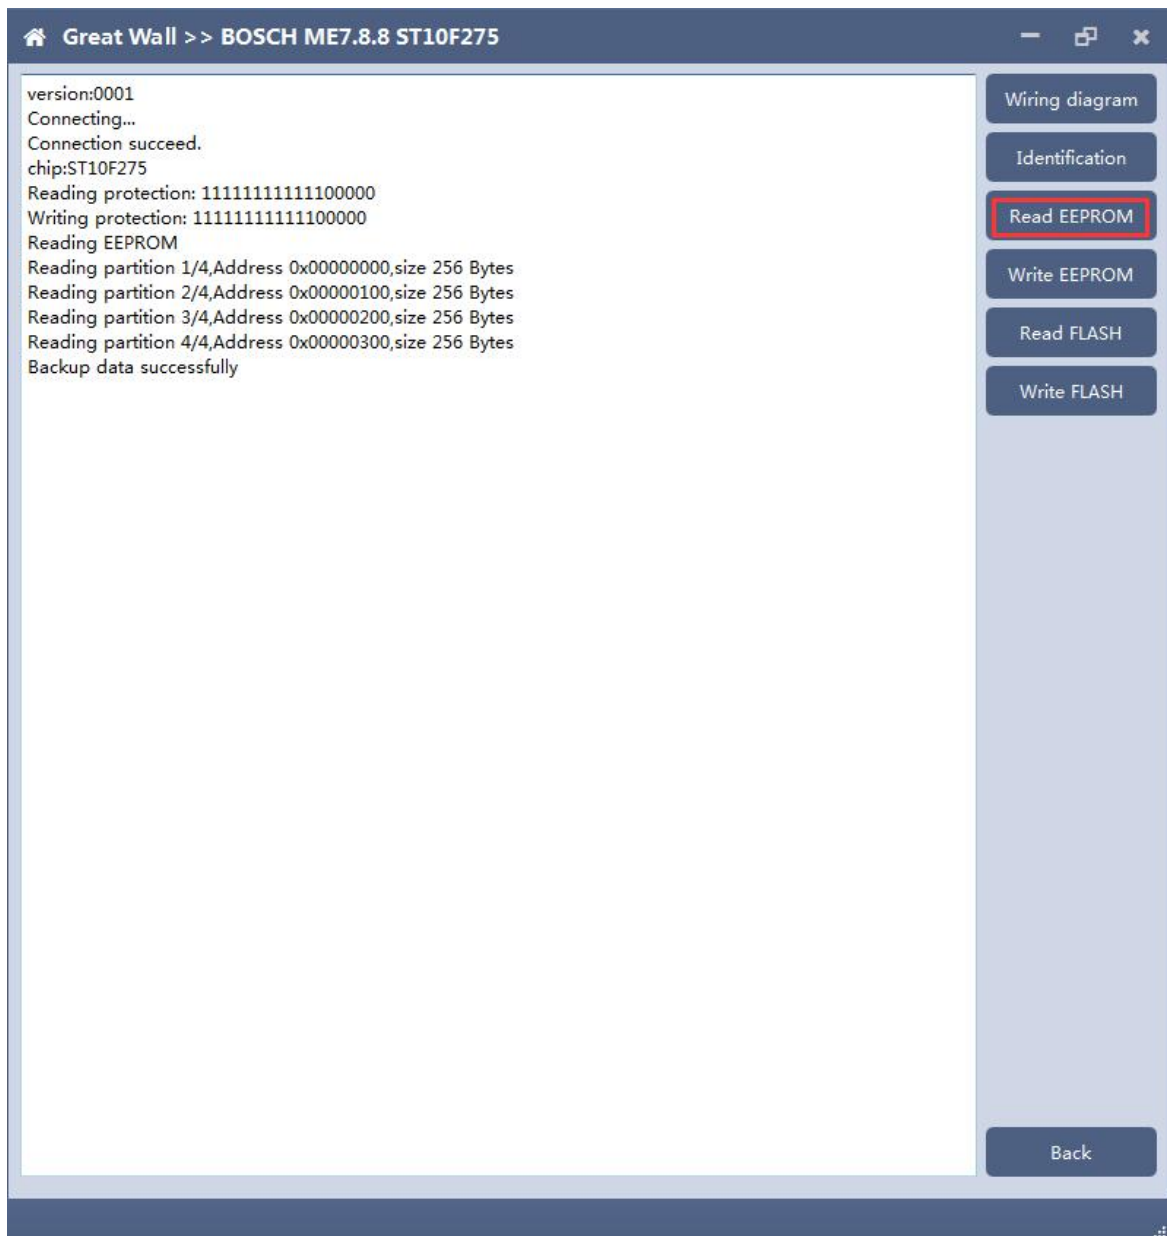 Great Wall >> BOSCH ME7.8.8 ST10F275
version:0001
Connecting...
Connection succeed.
chip:ST10F275
Reading protection: 11111111111100000
Writing protection: 11111111111100000
Reading EEPROM
Reading partition 1/4,Address 0x00000000,size 256 Bytes
Reading partition 2/4,Address 0x00000100,size 256 Bytes
Reading partition 3/4,Address 0x00000200,size 256 Bytes
Reading partition 4/4,Address 0x00000300,size 256 Bytes
Backup data successfully
Wiring diagram
Identification
Read EEPROM
Write EEPROM
Read FLASH
Write FLASH
Back